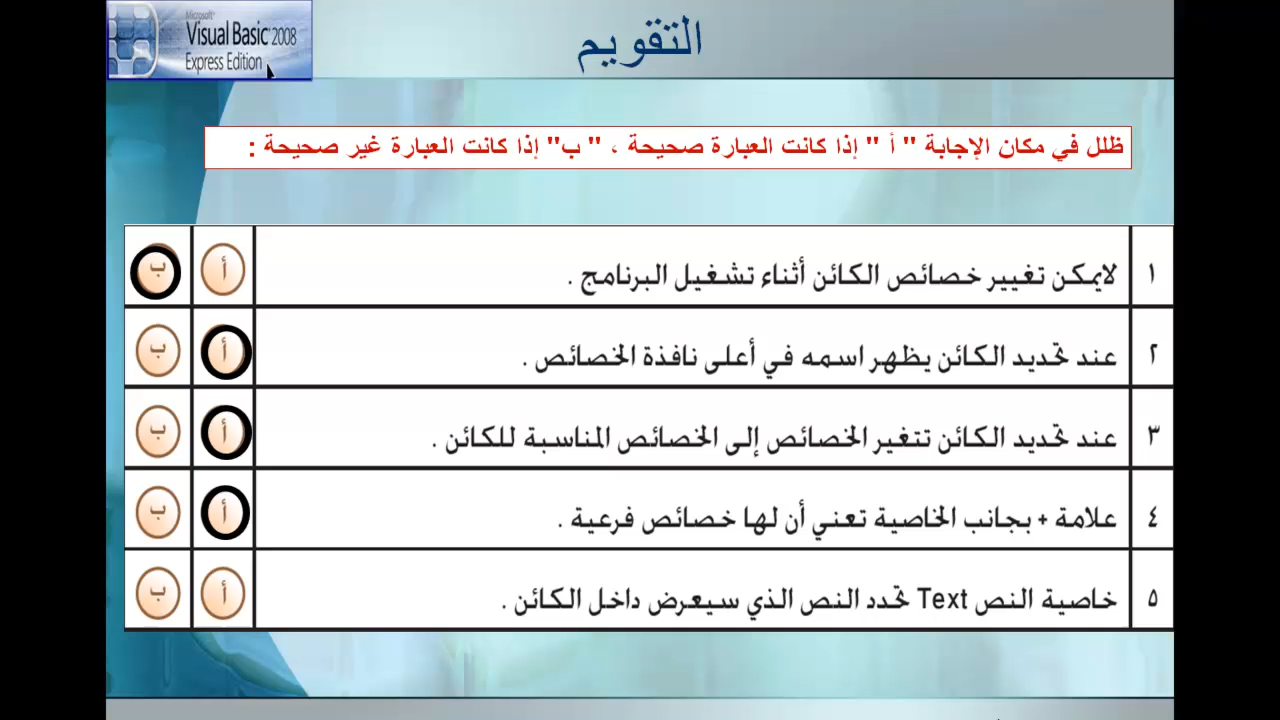 Microsoft
Visual Basic 2008
Express Edition
التقويم
ظلل في مكان الإجابة " أ " إذا كانت العبارة صحيحة ، " ب" إذا كانت العبارة غير صحيحة :
١ لايمكن تغيير خصائص الكائن أثناء تشغيل البرنامج . أ ب
٢ عند تحديد الكائن يظهر اسمه في أعلى نافذة الخصائص . أ ب
٣ عند تحديد الكائن تتغير الخصائص إلى الخصائص المناسبة للكائن . أ ب
٤ علامة + بجانب الخاصية تعني أن لها خصائص فرعية . أ ب
٥ خاصية النص Text تحدد النص الذي سيعرض داخل الكائن . أ ب